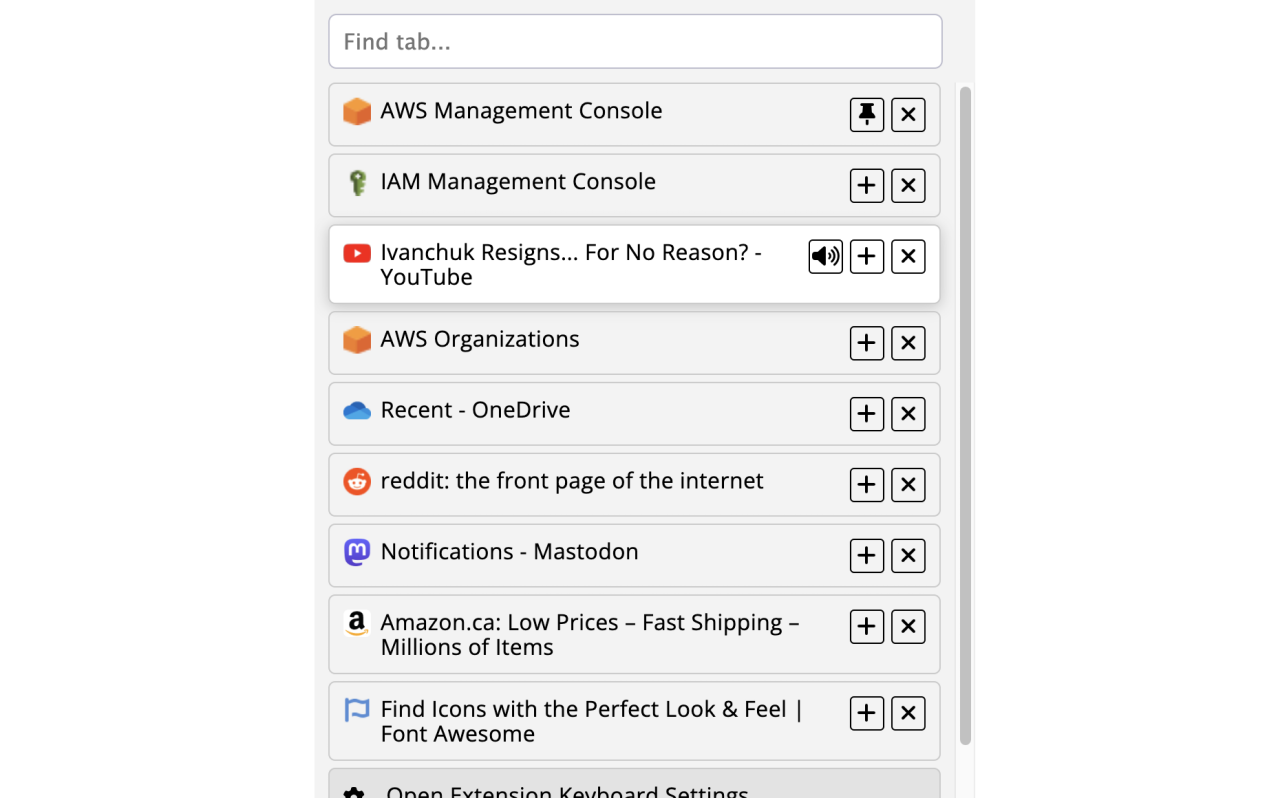 Find tab...
AWS Management Console
IAM Management Console
Ivanchuk Resigns... For No Reason? -
YouTube
AWS Organizations
Recent - OneDrive
reddit: the front page of the internet
Notifications - Mastodon
Amazon.ca: Low Prices – Fast Shipping –
Millions of Items
Find Icons with the Perfect Look & Feel |
Font Awesome
Open Extension Keyboard Settings